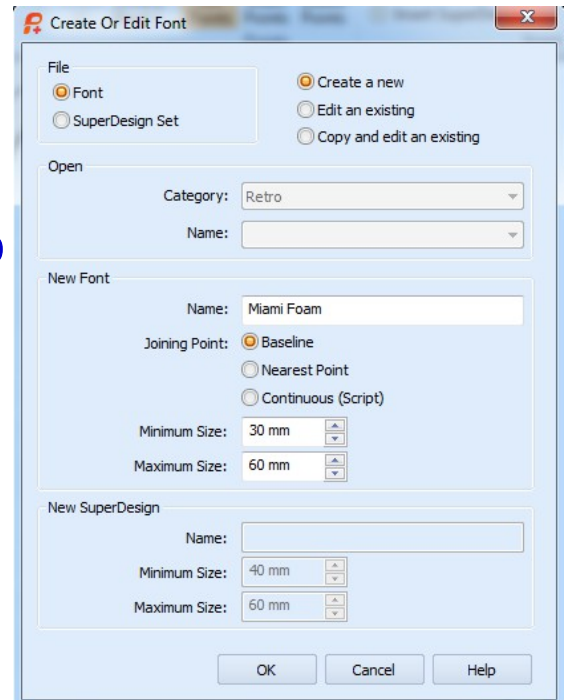 Create Or Edit Font
File
Font
SuperDesign Set
Create a new
Edit an existing
Copy and edit an existing
Open
Category: Retro
Name:
New Font
Name: Miami Foam
Joining Point: Baseline
Nearest Point
Continuous (Script)
Minimum Size: 30 mm
Maximum Size: 60 mm
New SuperDesign
Name:
Minimum Size: 40 mm
Maximum Size: 60 mm
OK Cancel Help